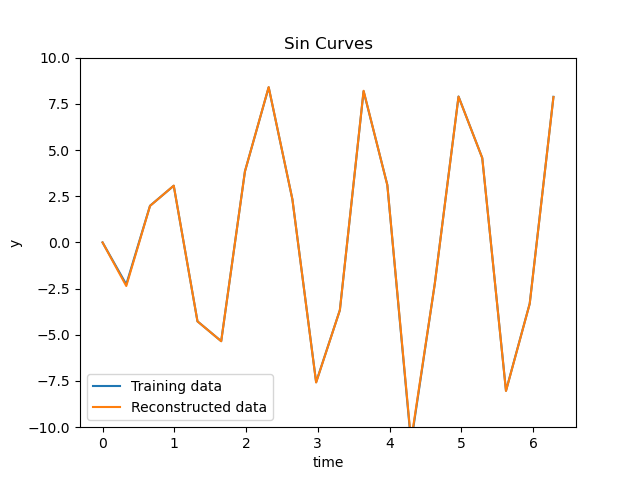 Sin Curves
10.0
7.5
5.0
2.5
0.0
−2.5
−5.0
−7.5
−10.0
y
Training data
Reconstructed data
0 1 2 3 4 5 6
time